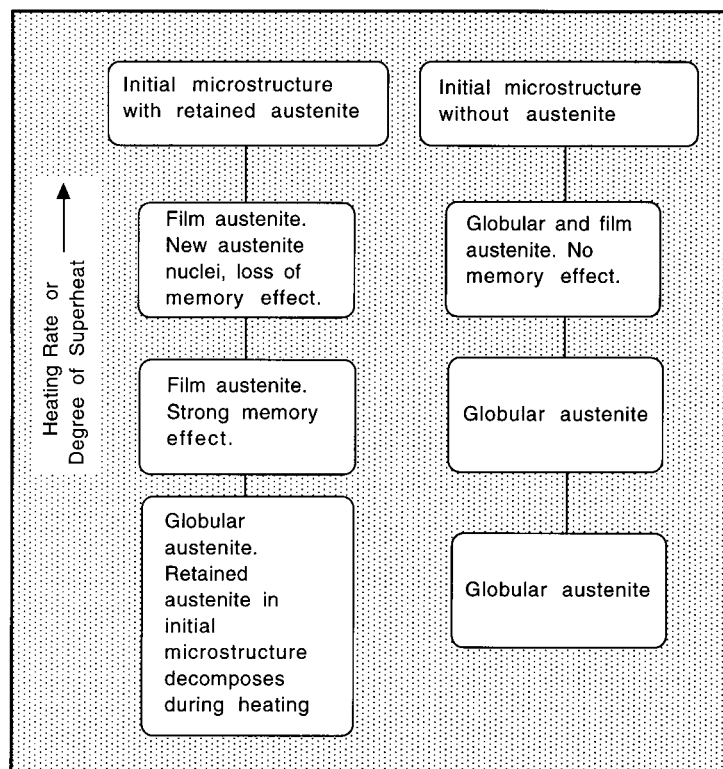 Initial microstructure
with retained austenite
Initial microstructure
without austenite
Heating Rate or
Degree of Superheat
Film austenite.
New austenite
nuclei, loss of
memory effect.
Globular and film
austenite. No
memory effect.
Film austenite.
Strong memory
effect.
Globular austenite
Globular
austenite.
Retained
austenite in
initial
microstructure
decomposes
during heating
Globular austenite